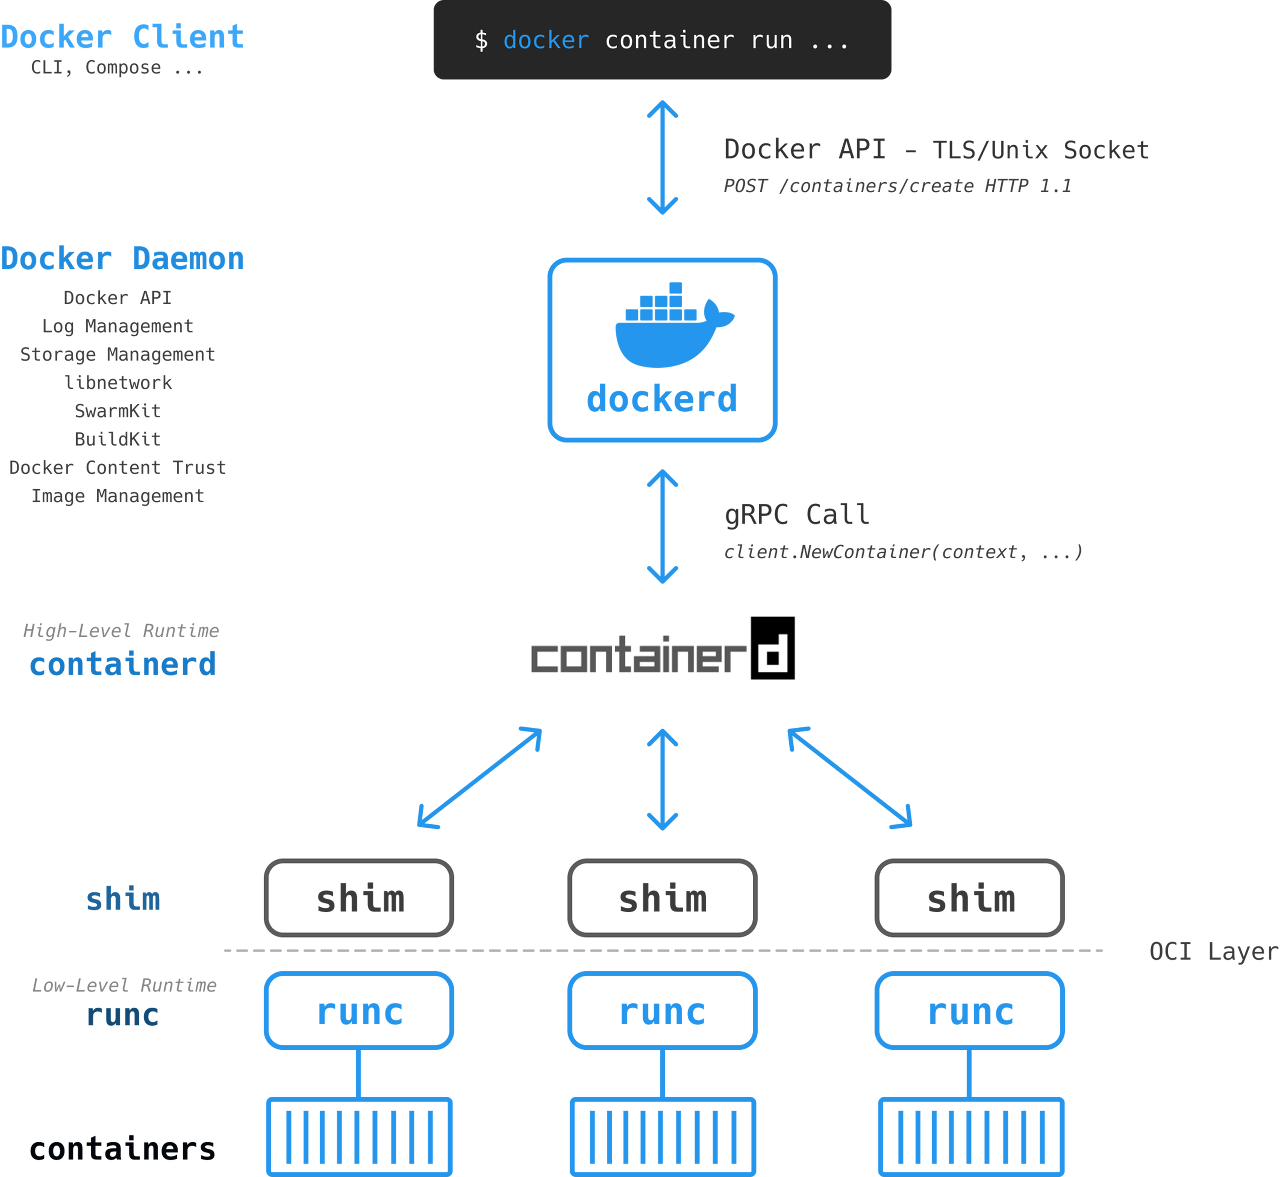 Docker Client
CLI, Compose ...
$ docker container run ...
Docker API - TLS/Unix Socket
POST /containers/create HTTP 1.1
Docker Daemon
Docker API
Log Management
Storage Management
libnetwork
SwarmKit
BuildKit
Docker Content Trust
Image Management
dockerd
gRPC Call
client.NewContainer(context, ...)
High-Level Runtime
containerd
containerd
shim
shim
shim
shim
OCI Layer
Low-Level Runtime
runc
runc
runc
runc
containers